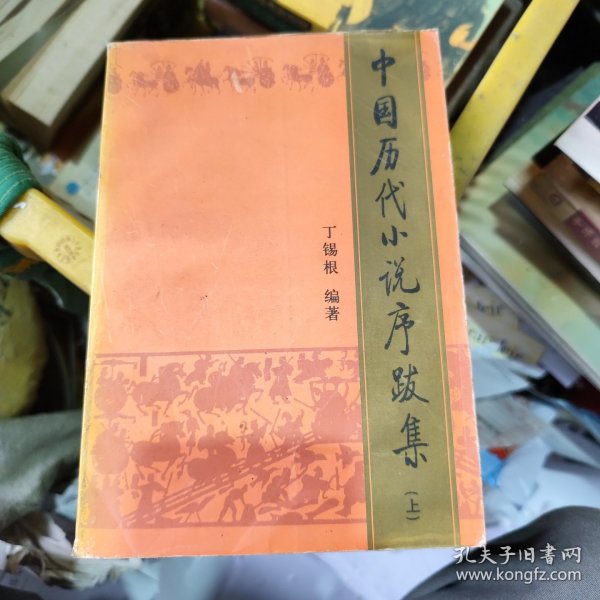 中国历代小说序跋集
（上）
丁锡根 编著
孔夫子旧书网
www.kongfz.com